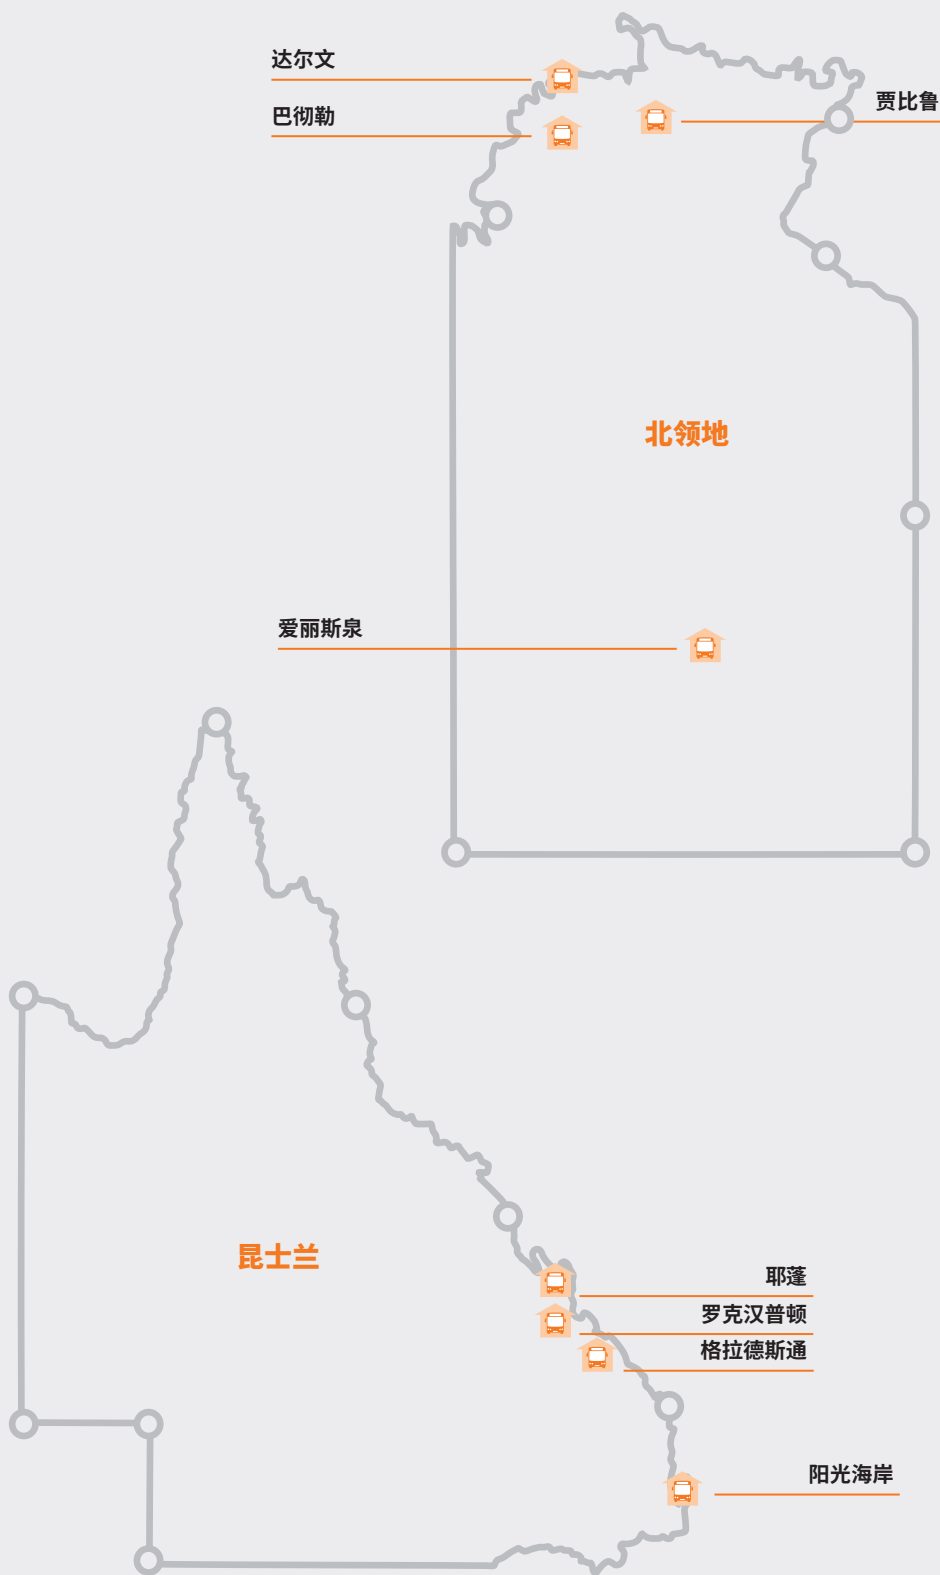 达尔文
贾比鲁
巴彻勒
北领地
爱丽斯泉
昆士兰
耶蓬
罗克汉普顿
格拉德斯通
阳光海岸